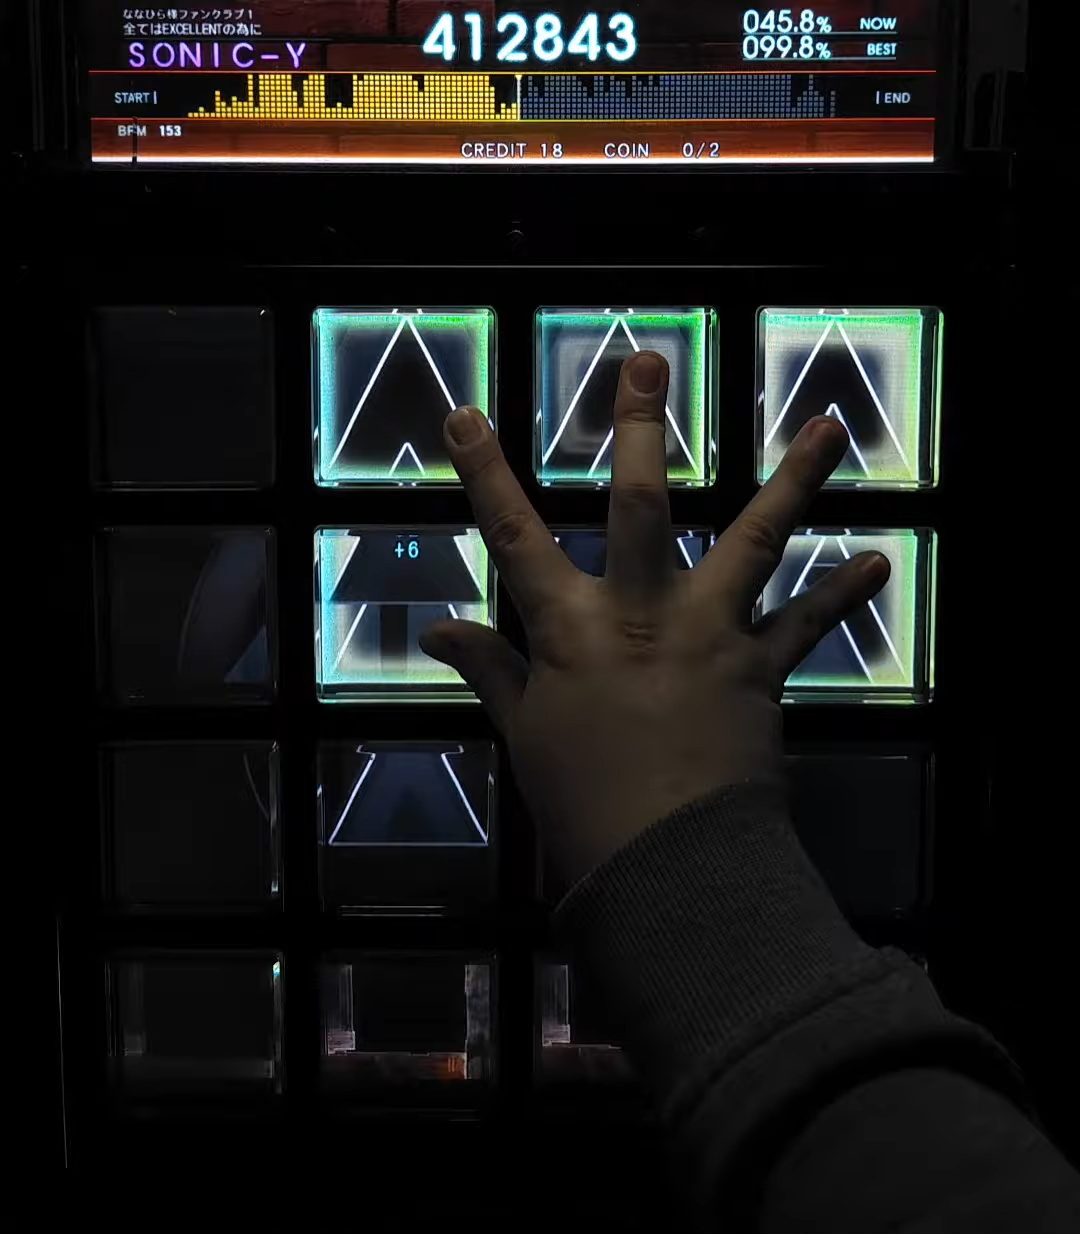 ななひら様ファンクラブ1
全てはEXCELLENTの為に
SONIC-Y
412843
045.8% NOW
099.8% BEST
START
END
BPM 153
CREDIT 18 COIN 0/2
+6